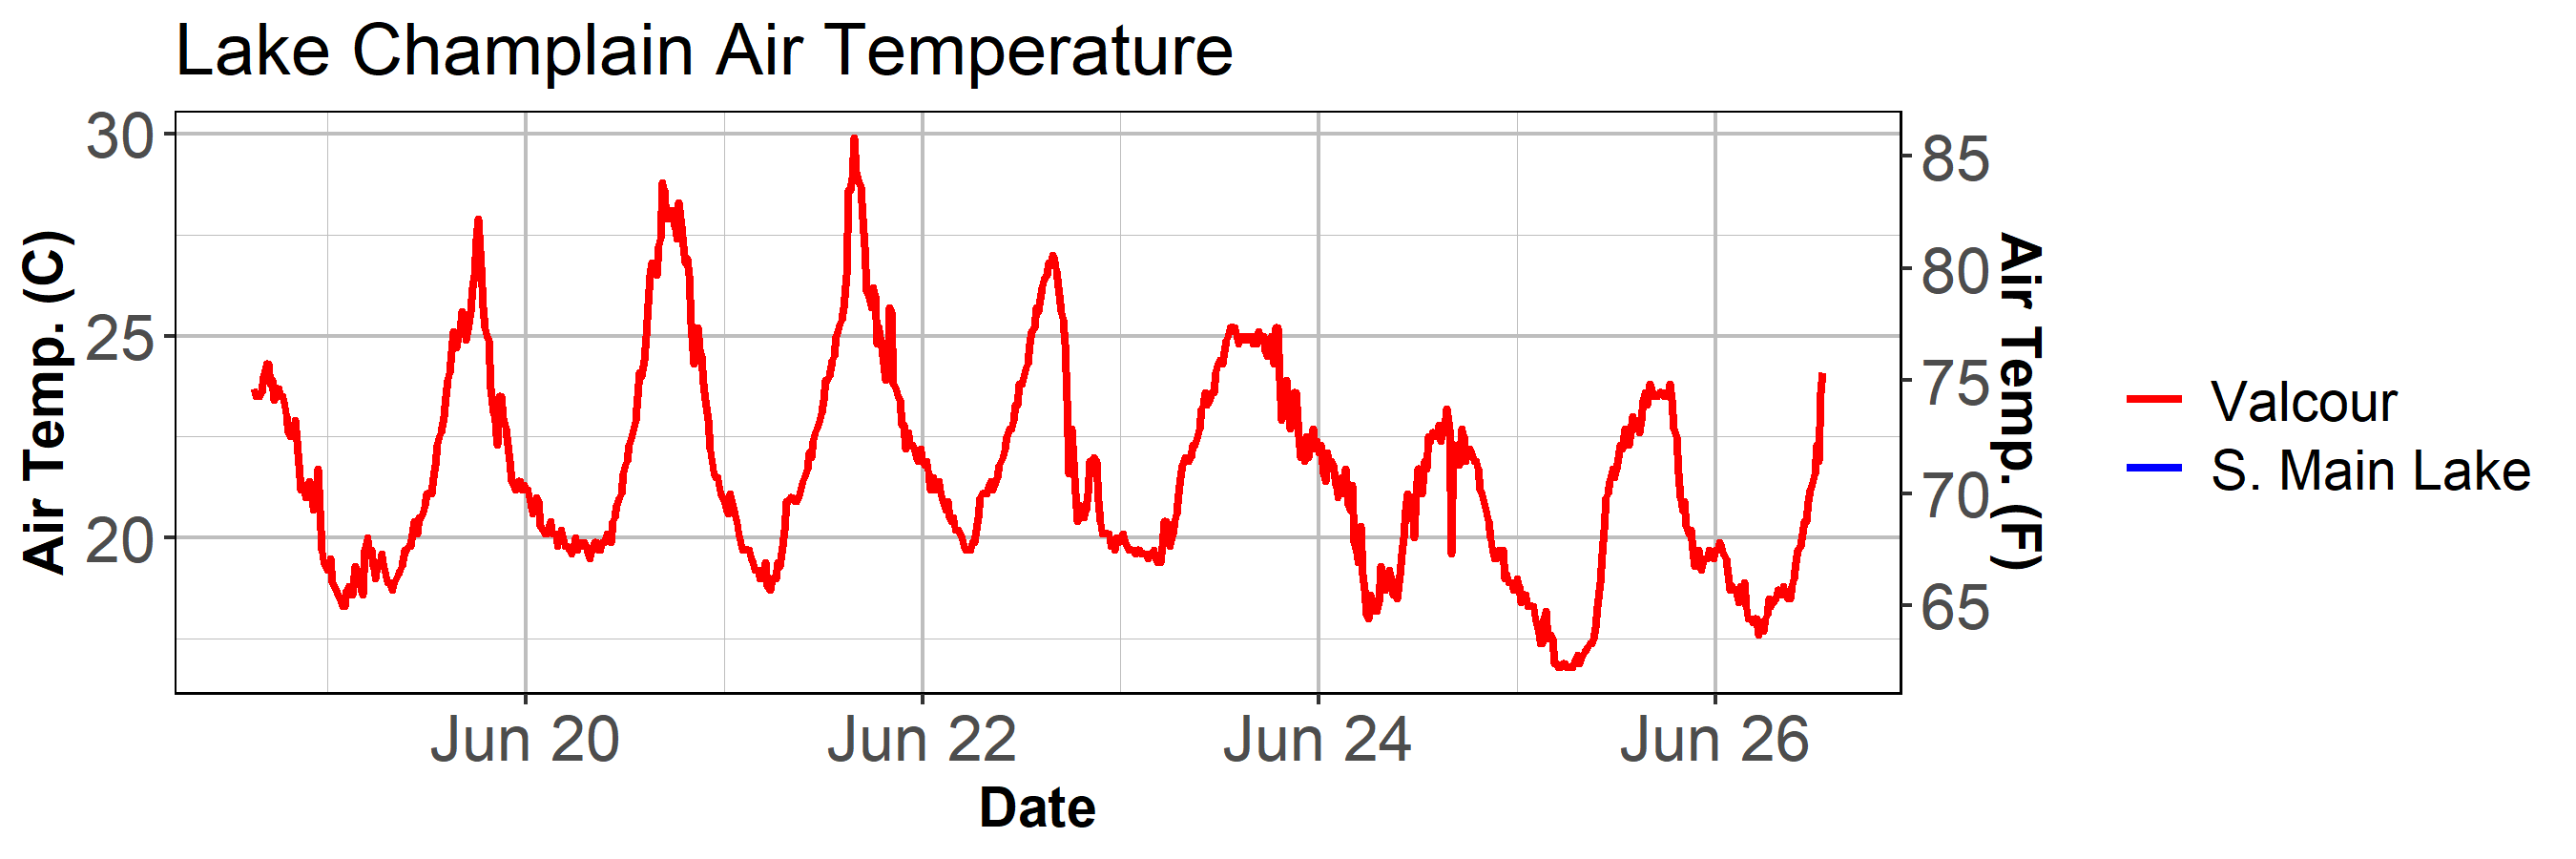 Lake Champlain Air Temperature
30
25
20
Air Temp. (C)
85
80
75
70
65
Air Temp. (F)
Jun 20
Jun 22
Jun 24
Jun 26
Date
Valcour
S. Main Lake